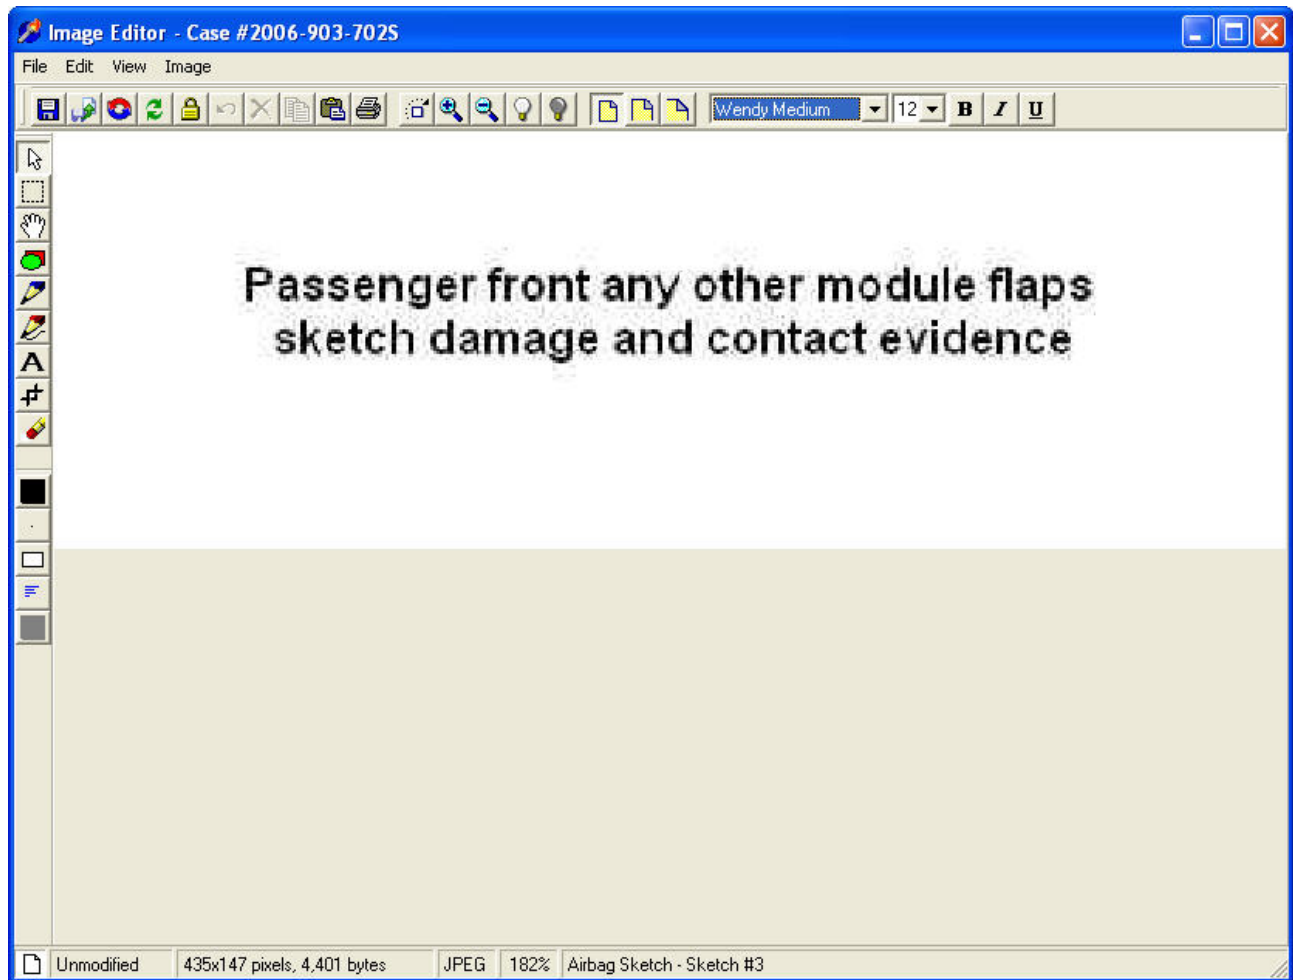 Image Editor - Case #2006-903-702S
File Edit View Image
Wendy Medium 12 B I U
A
Passenger front any other module flaps
sketch damage and contact evidence
Unmodified 435x147 pixels, 4,401 bytes JPEG 182% Airbag Sketch - Sketch #3